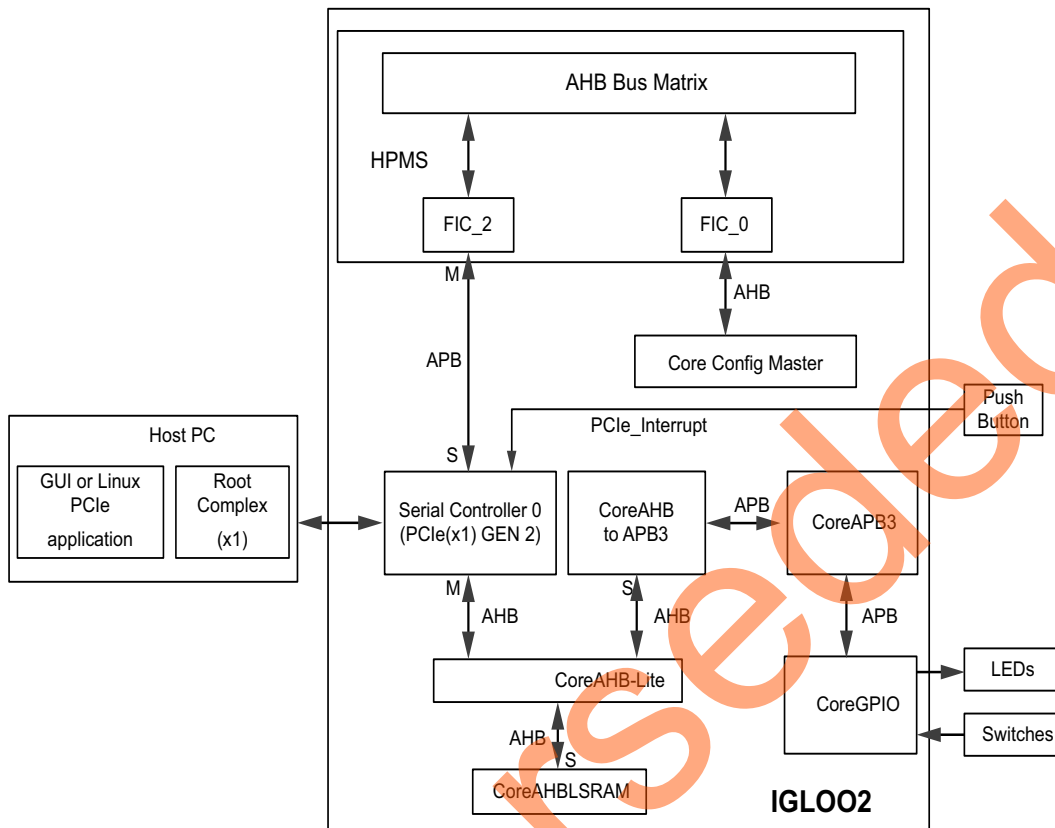 AHB Bus Matrix
HPMS
FIC_2
FIC_0
M
AHB
APB
Core Config Master
Push
Button
PCIe_Interrupt
Host PC
S
GUI or Linux
PCIe
application
Root
Complex
(x1)
Serial Controller 0
(PCIe(x1) GEN 2)
CoreAHB
to APB3
APB
CoreAPB3
M
AHB
S
AHB
APB
CoreAHB-Lite
CoreGPIO
LEDs
Switches
AHB
S
CoreAHBLSRAM
IGLOO2
rseded